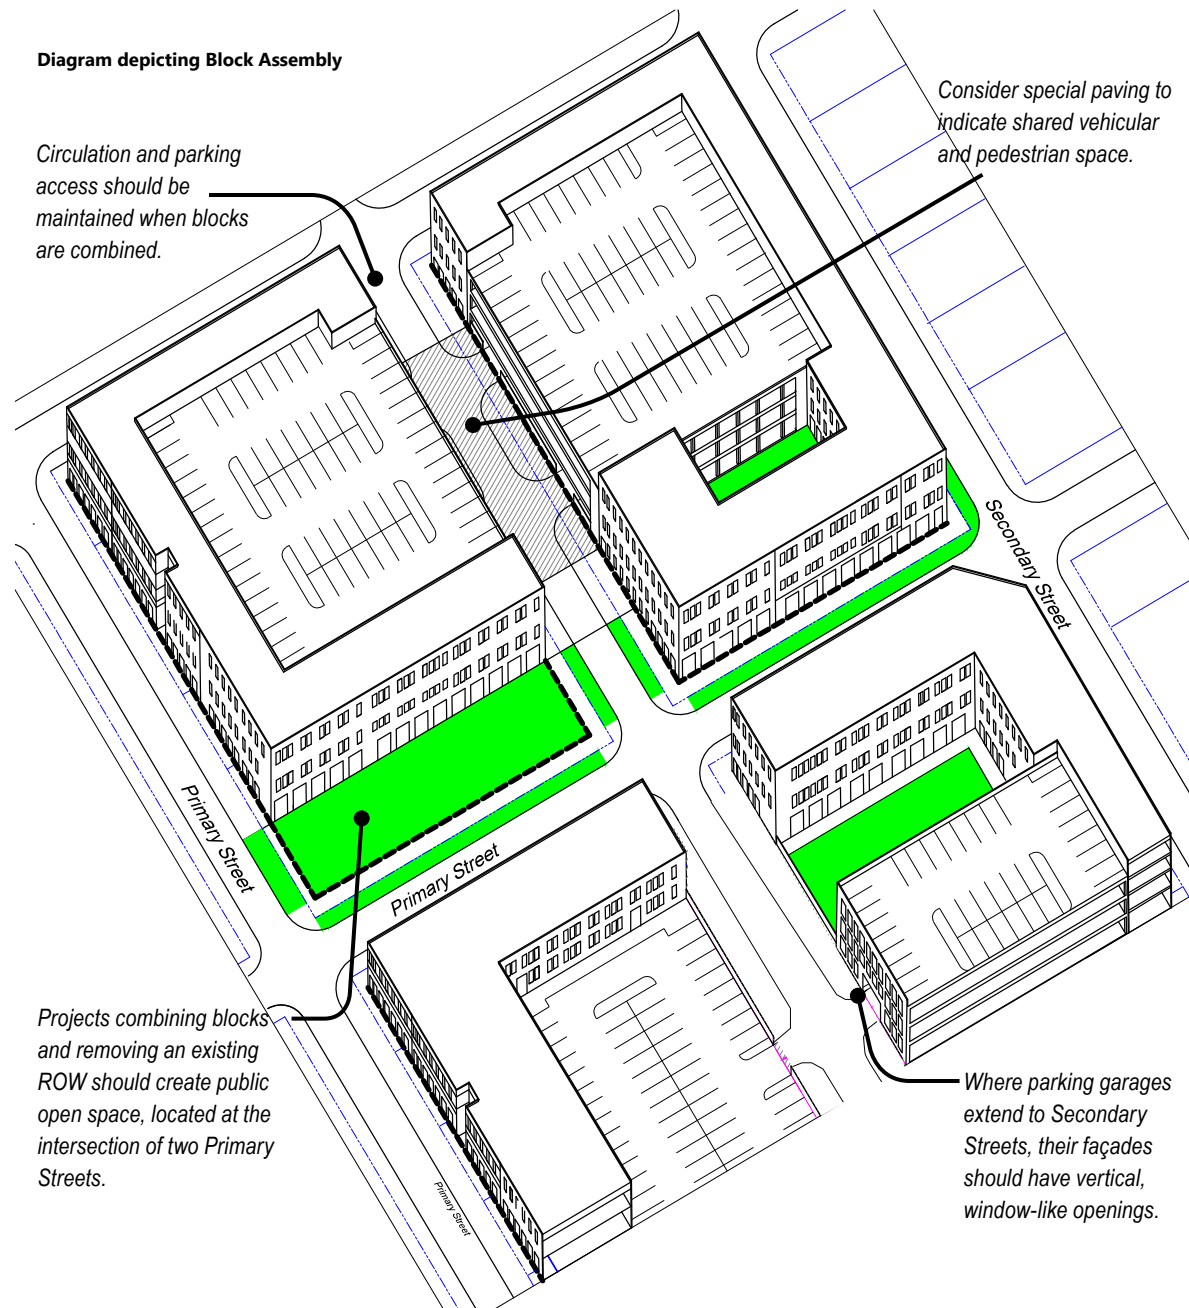 Diagram depicting Block Assembly
Consider special paving to
indicate shared vehicular
and pedestrian space.
Circulation and parking
access should be
maintained when blocks
are combined.
Secondary Street
Primary Street
Primary Street
Projects combining blocks
and removing an existing
ROW should create public
open space, located at the
intersection of two Primary
Streets.
Primary Street
Where parking garages
extend to Secondary
Streets, their façades
should have vertical,
window-like openings.